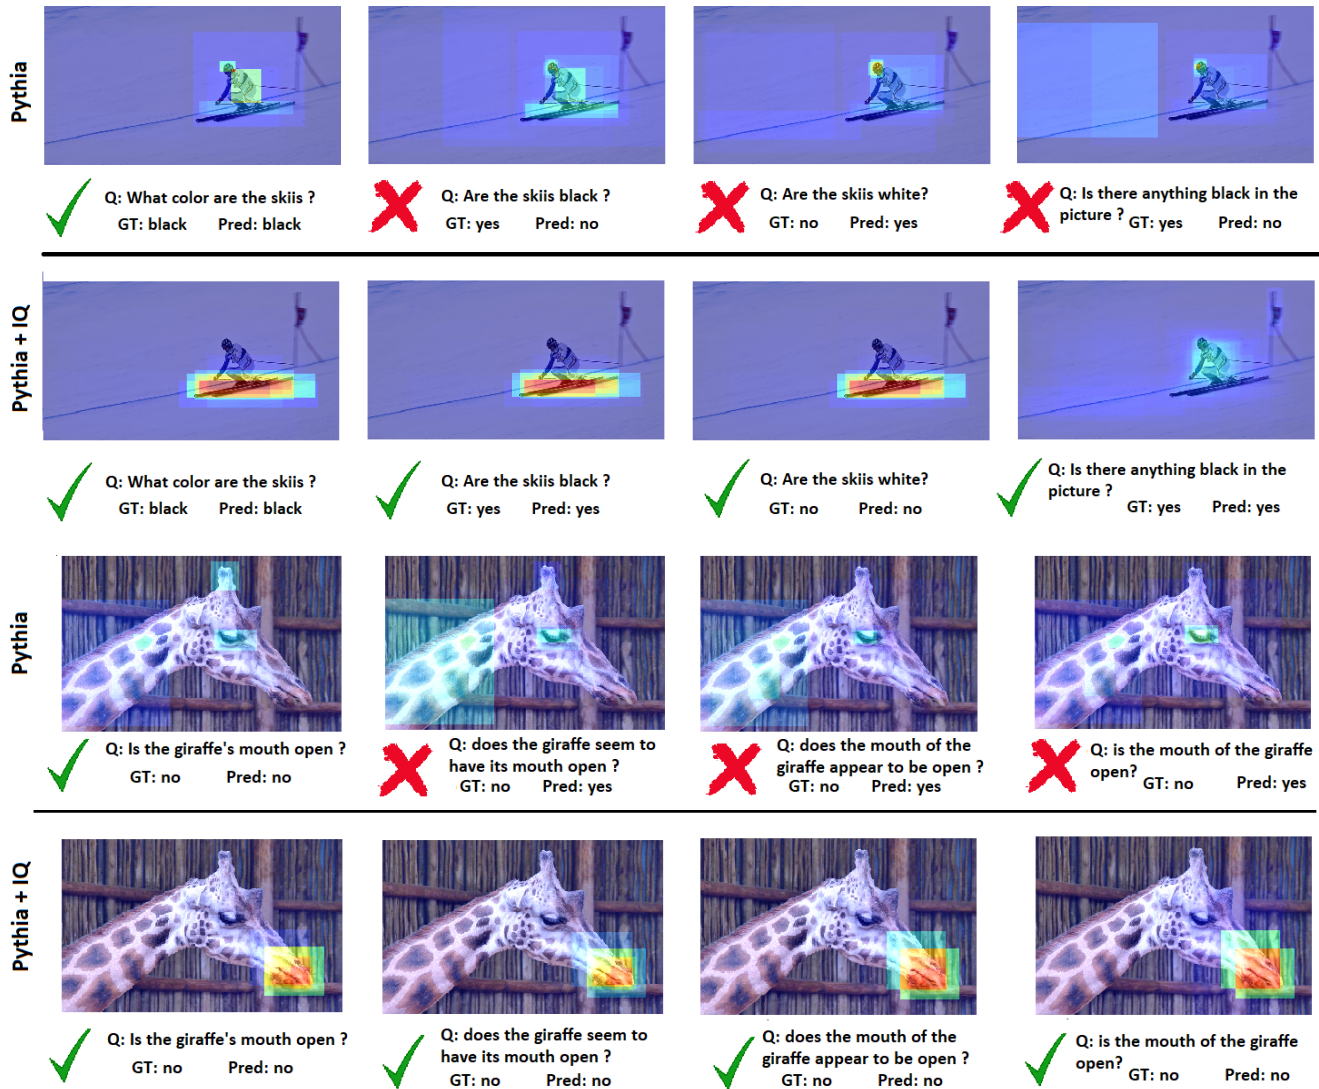 Pythia
Q: What color are the skiis ?
GT: black Pred: black
Q: Are the skiis black ?
GT: yes Pred: no
Q: Are the skiis white?
GT: no Pred: yes
Q: Is there anything black in the
picture ? GT: yes Pred: no
Pythia + IQ
Q: What color are the skiis ?
GT: black Pred: black
Q: Are the skiis black ?
GT: yes Pred: yes
Q: Are the skiis white?
GT: no Pred: no
Q: Is there anything black in the
picture ?
GT: yes Pred: yes
Pythia
Q: Is the giraffe's mouth open ?
GT: no Pred: no
Q: does the giraffe seem to
have its mouth open ?
GT: no Pred: yes
Q: does the mouth of the
giraffe appear to be open ?
GT: no Pred: yes
Q: is the mouth of the giraffe
open? GT: no Pred: yes
Pythia + IQ
Q: Is the giraffe's mouth open ?
GT: no Pred: no
Q: does the giraffe seem to
have its mouth open ?
GT: no Pred: no
Q: does the mouth of the
giraffe appear to be open ?
GT: no Pred: no
Q: is the mouth of the giraffe
open? GT: no Pred: no